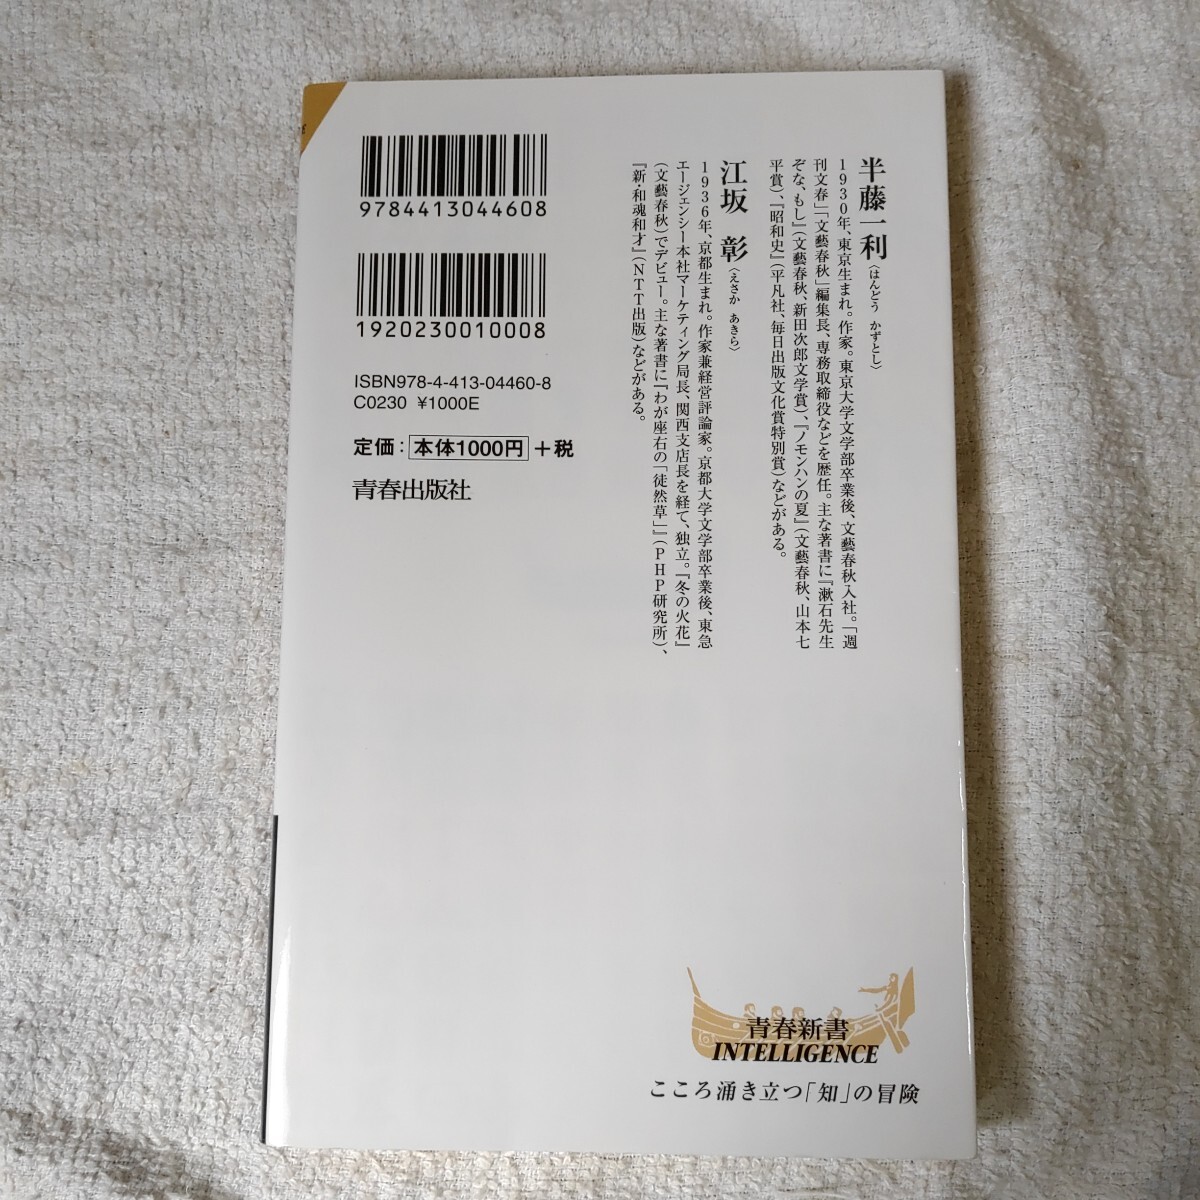 半藤一利〈はんどう かずとし〉
1930年、東京生まれ。作家。東京大学文学部卒業後、文藝春秋入社。「週
刊文春」「文藝春秋」編集長、専務取締役などを歴任。主な著書に『漱石先生
ぞな、もし』(文藝春秋、新田次郎文学賞)、『ノモンハンの夏』(文藝春秋、山本七
平賞)、『昭和史』(平凡社、毎日出版文化賞特別賞)などがある。
江坂 彰〈えさか あきら〉
1936年、京都生まれ。作家兼経営評論家。京都大学文学部卒業後、東急
エージェンシー本社マーケティング局長、関西支店長を経て、独立。『冬の火花』
(文藝春秋)でデビュー。主な著書に『わが座右の「徒然草」』(PHP研究所)、
『新・和魂和才』(NTT出版)などがある。
9784413044608
1920230010008
ISBN978-4-413-04460-8
C0230 ¥1000E
定価:本体1000円+税
青春出版社
青春新書
INTELLIGENCE
こころ涌き立つ「知」の冒険